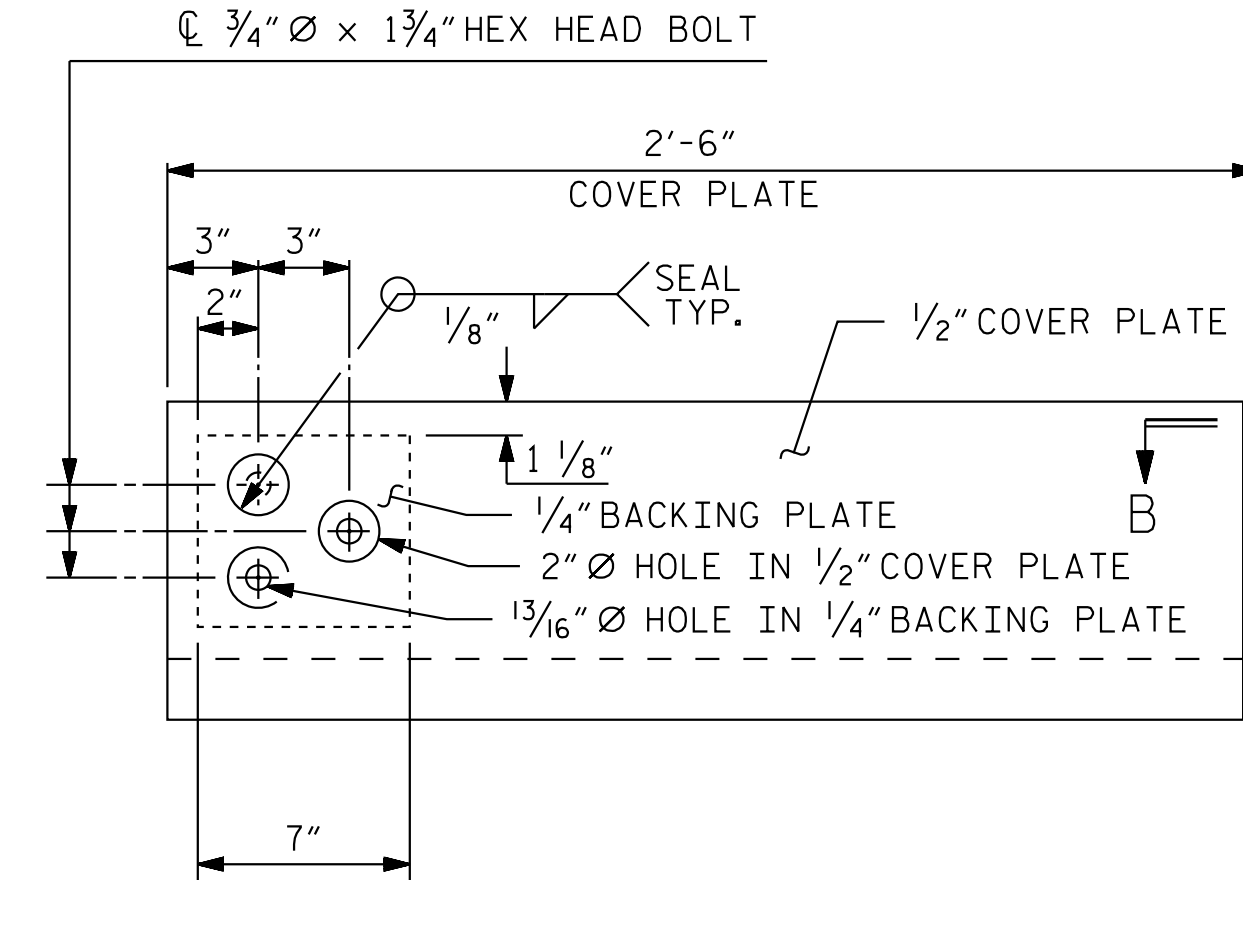 ℄ 3/4" Ø x 1 3/4" HEX HEAD BOLT
2'-6"
COVER PLATE
3" 3"
2"
SEAL
TYP.
1/8"
1/2" COVER PLATE
1 1/8"
1/4" BACKING PLATE
B
2" Ø HOLE IN 1/2" COVER PLATE
13/16" Ø HOLE IN 1/4" BACKING PLATE
7"